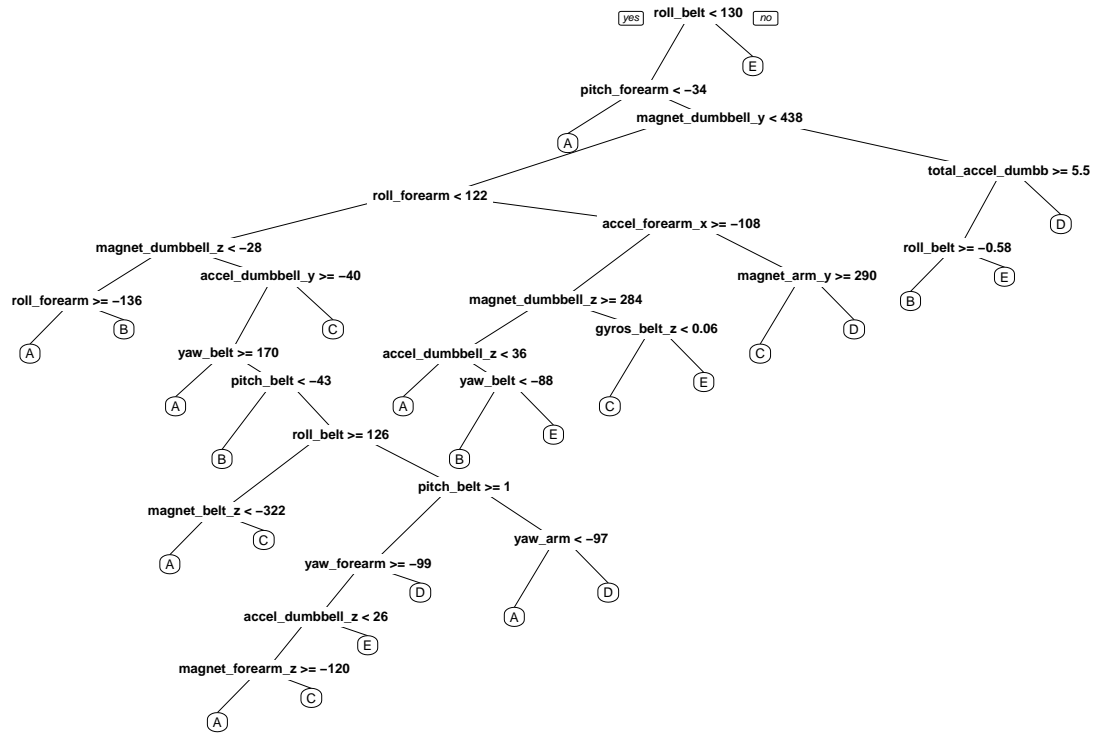 yes roll_belt < 130 no
E
pitch_forearm < −34
magnet_dumbbell_y < 438
A
total_accel_dumbb >= 5.5
roll_forearm < 122
accel_forearm_x >= −108
D
magnet_dumbbell_z < −28
roll_belt >= −0.58
accel_dumbbell_y >= −40
magnet_arm_y >= 290
E
roll_forearm >= −136
magnet_dumbbell_z >= 284
B
B
C
gyros_belt_z < 0.06
D
A
yaw_belt >= 170
accel_dumbbell_z < 36
C
pitch_belt < −43
yaw_belt < −88
E
A
A
C
roll_belt >= 126
E
B
B
pitch_belt >= 1
magnet_belt_z < −322
C
yaw_arm < −97
A
yaw_forearm >= −99
D
D
accel_dumbbell_z < 26
A
E
magnet_forearm_z >= −120
C
A